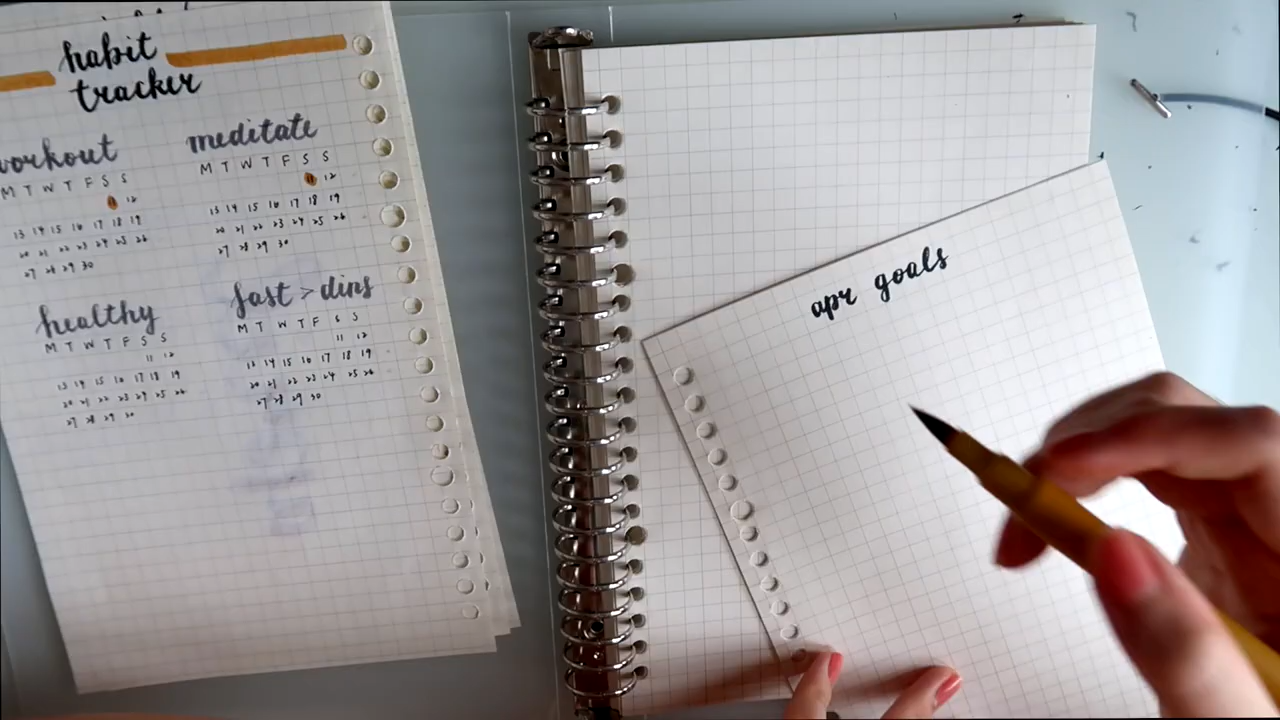 habit
tracker
workout
M T W T F S S
11 12
13 14 15 16 17 18 19
20 21 22 23 24 25 26
27 28 29 30
meditate
M T W T F S S
11 12
13 14 15 16 17 18 19
20 21 22 23 24 25 26
27 28 29 30
healthy
M T W T F S S
11 12
13 14 15 16 17 18 19
20 21 22 23 24 25 26
27 28 29 30
fast > dins
M T W T F S S
11 12
13 14 15 16 17 18 19
20 21 22 23 24 25 26
27 28 29 30
apr goals